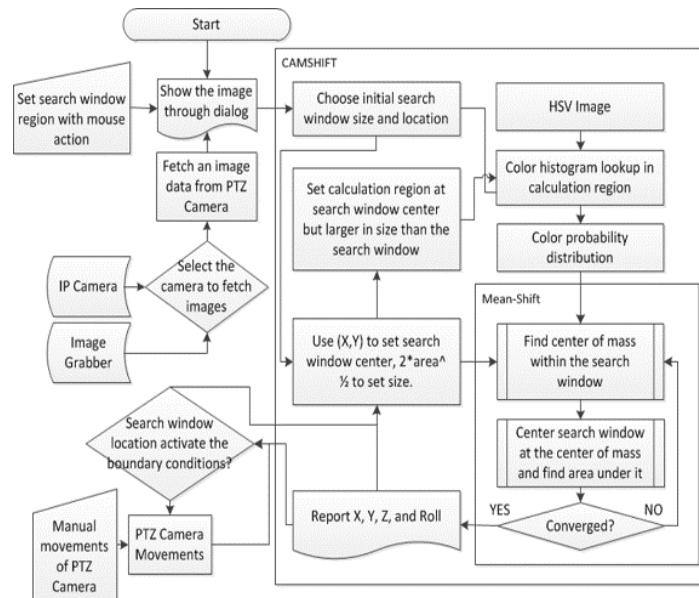 Start
Set search window
region with mouse
action
Show the image
through dialog
Fetch an image
data from PTZ
Camera
Select the
camera to fetch
images
IP Camera
Image
Grabber
CAMSHIFT
Choose initial search
window size and location
HSV Image
Color histogram lookup in
calculation region
Set calculation region at
search window center
but larger in size than the
search window
Color probability
distribution
Mean-Shift
Use (X,Y) to set search
window center, 2*area^
½ to set size.
Find center of mass
within the search
window
Center search window
at the center of mass
and find area under it
Converged?
YES
NO
Report X, Y, Z, and Roll
Search window
location activate the
boundary conditions?
Manual
movements
of PTZ
Camera
PTZ Camera
Movements